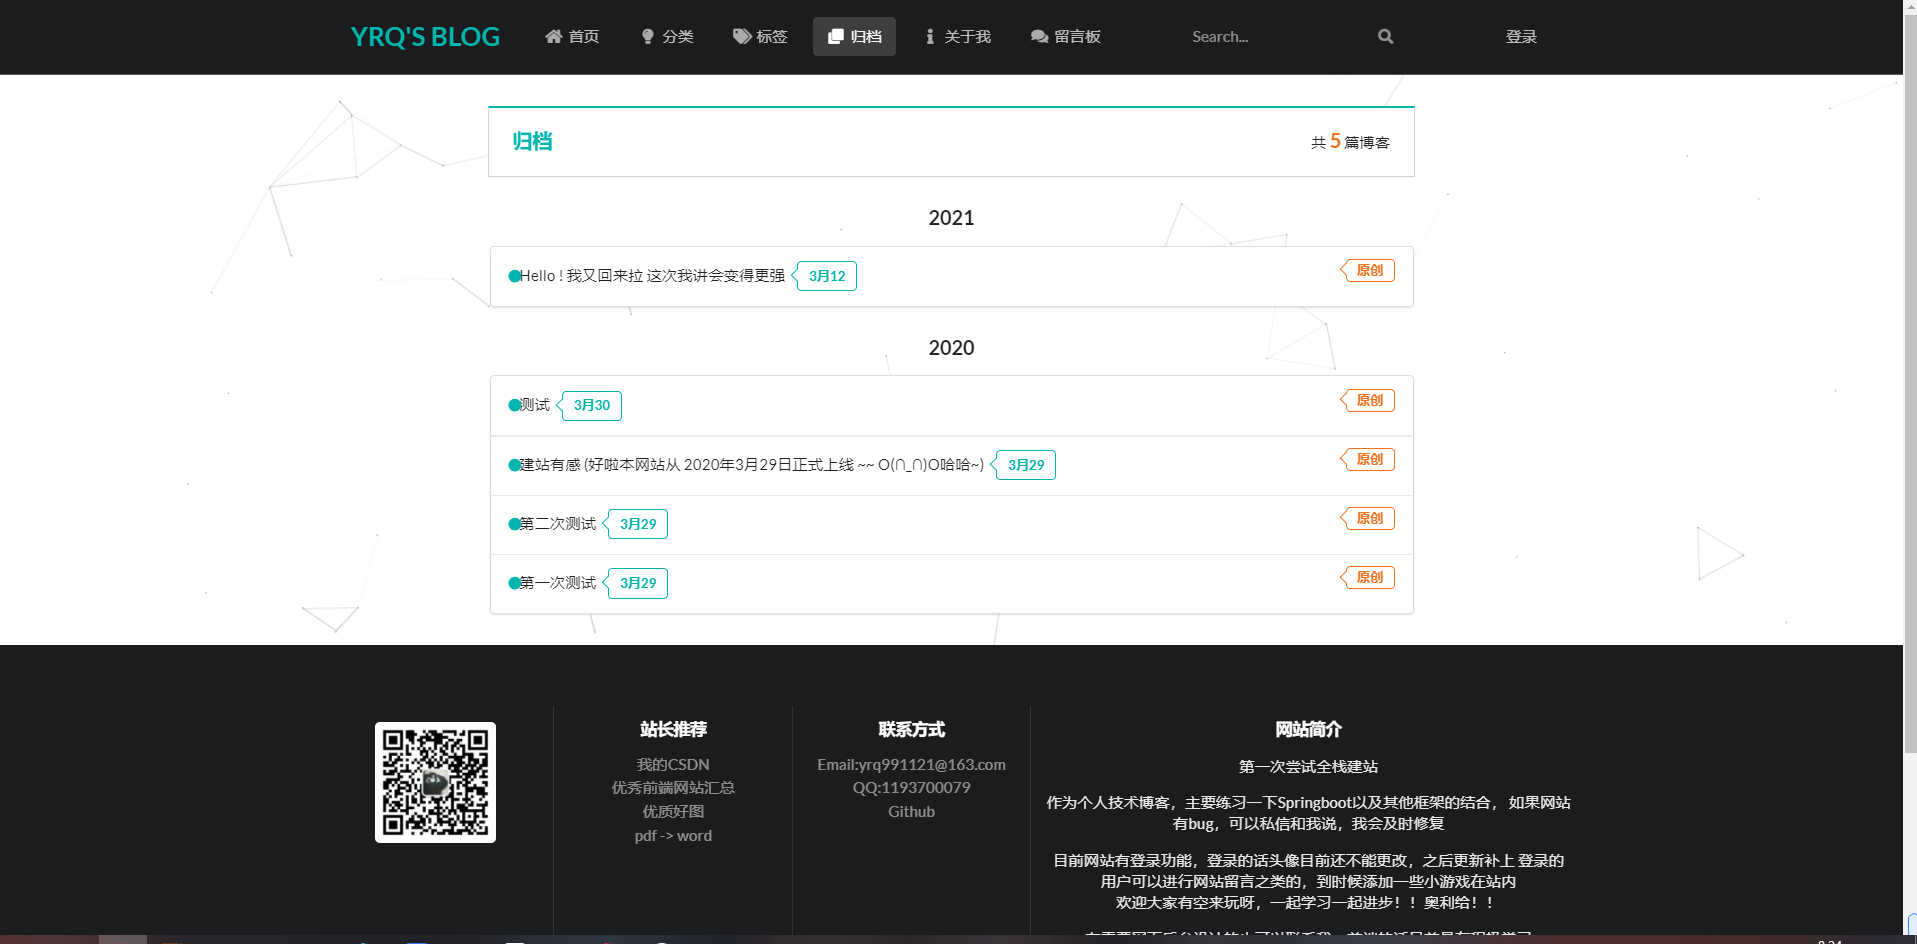 YRQ'S BLOG 首页 分类 标签 归档 关于我 留言板 Search... 登录
归档 共 5 篇博客
2021
Hello ! 我又回来拉 这次我讲会变得更强 3月12 原创
2020
测试 3月30 原创
建站有感 (好啦本网站从 2020年3月29日正式上线 ~~ O(∩_∩)O哈哈~) 3月29 原创
第二次测试 3月29 原创
第一次测试 3月29 原创
站长推荐
我的CSDN
优秀前端网站汇总
优质好图
pdf -> word
联系方式
Email:yrq991121@163.com
QQ:1193700079
Github
网站简介
第一次尝试全栈建站
作为个人技术博客，主要练习一下Springboot以及其他框架的结合， 如果网站
有bug，可以私信和我说，我会及时修复
目前网站有登录功能，登录的话头像目前还不能更改，之后更新补上 登录的
用户可以进行网站留言之类的，到时候添加一些小游戏在站内
欢迎大家有空来玩呀，一起学习一起进步！！奥利给！！